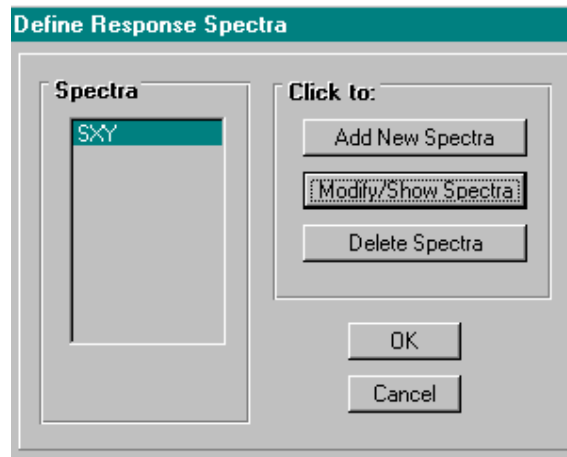 Define Response Spectra
Spectra
SXY
Click to:
Add New Spectra
Modify/Show Spectra
Delete Spectra
OK
Cancel